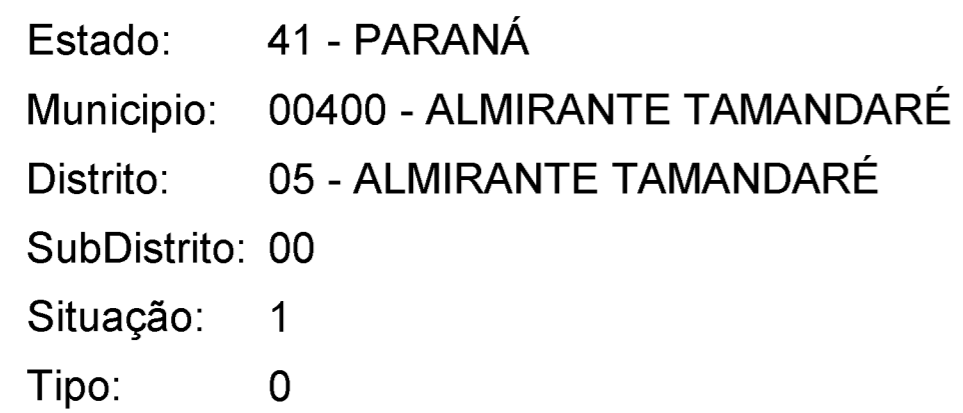 Estado: 41 - PARANÁ
Municipio: 00400 - ALMIRANTE TAMANDARÉ
Distrito: 05 - ALMIRANTE TAMANDARÉ
SubDistrito: 00
Situação: 1
Tipo: 0